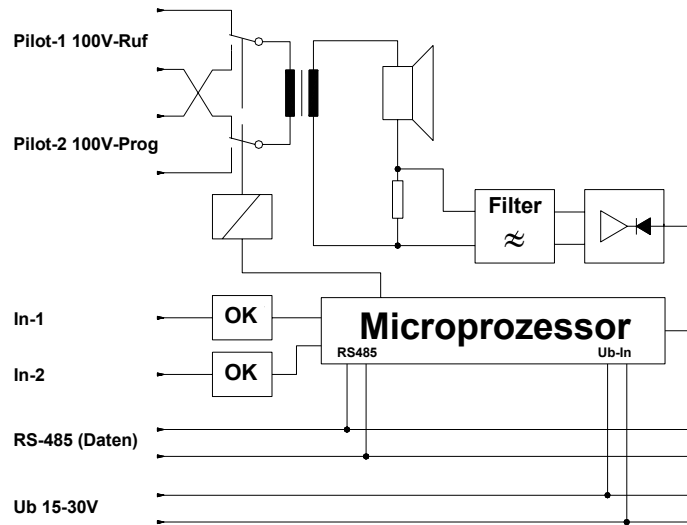 Pilot-1 100V-Ruf
Pilot-2 100V-Prog
Filter
≈
In-1
OK
Microprozessor
RS485
Ub-In
In-2
OK
RS-485 (Daten)
Ub 15-30V